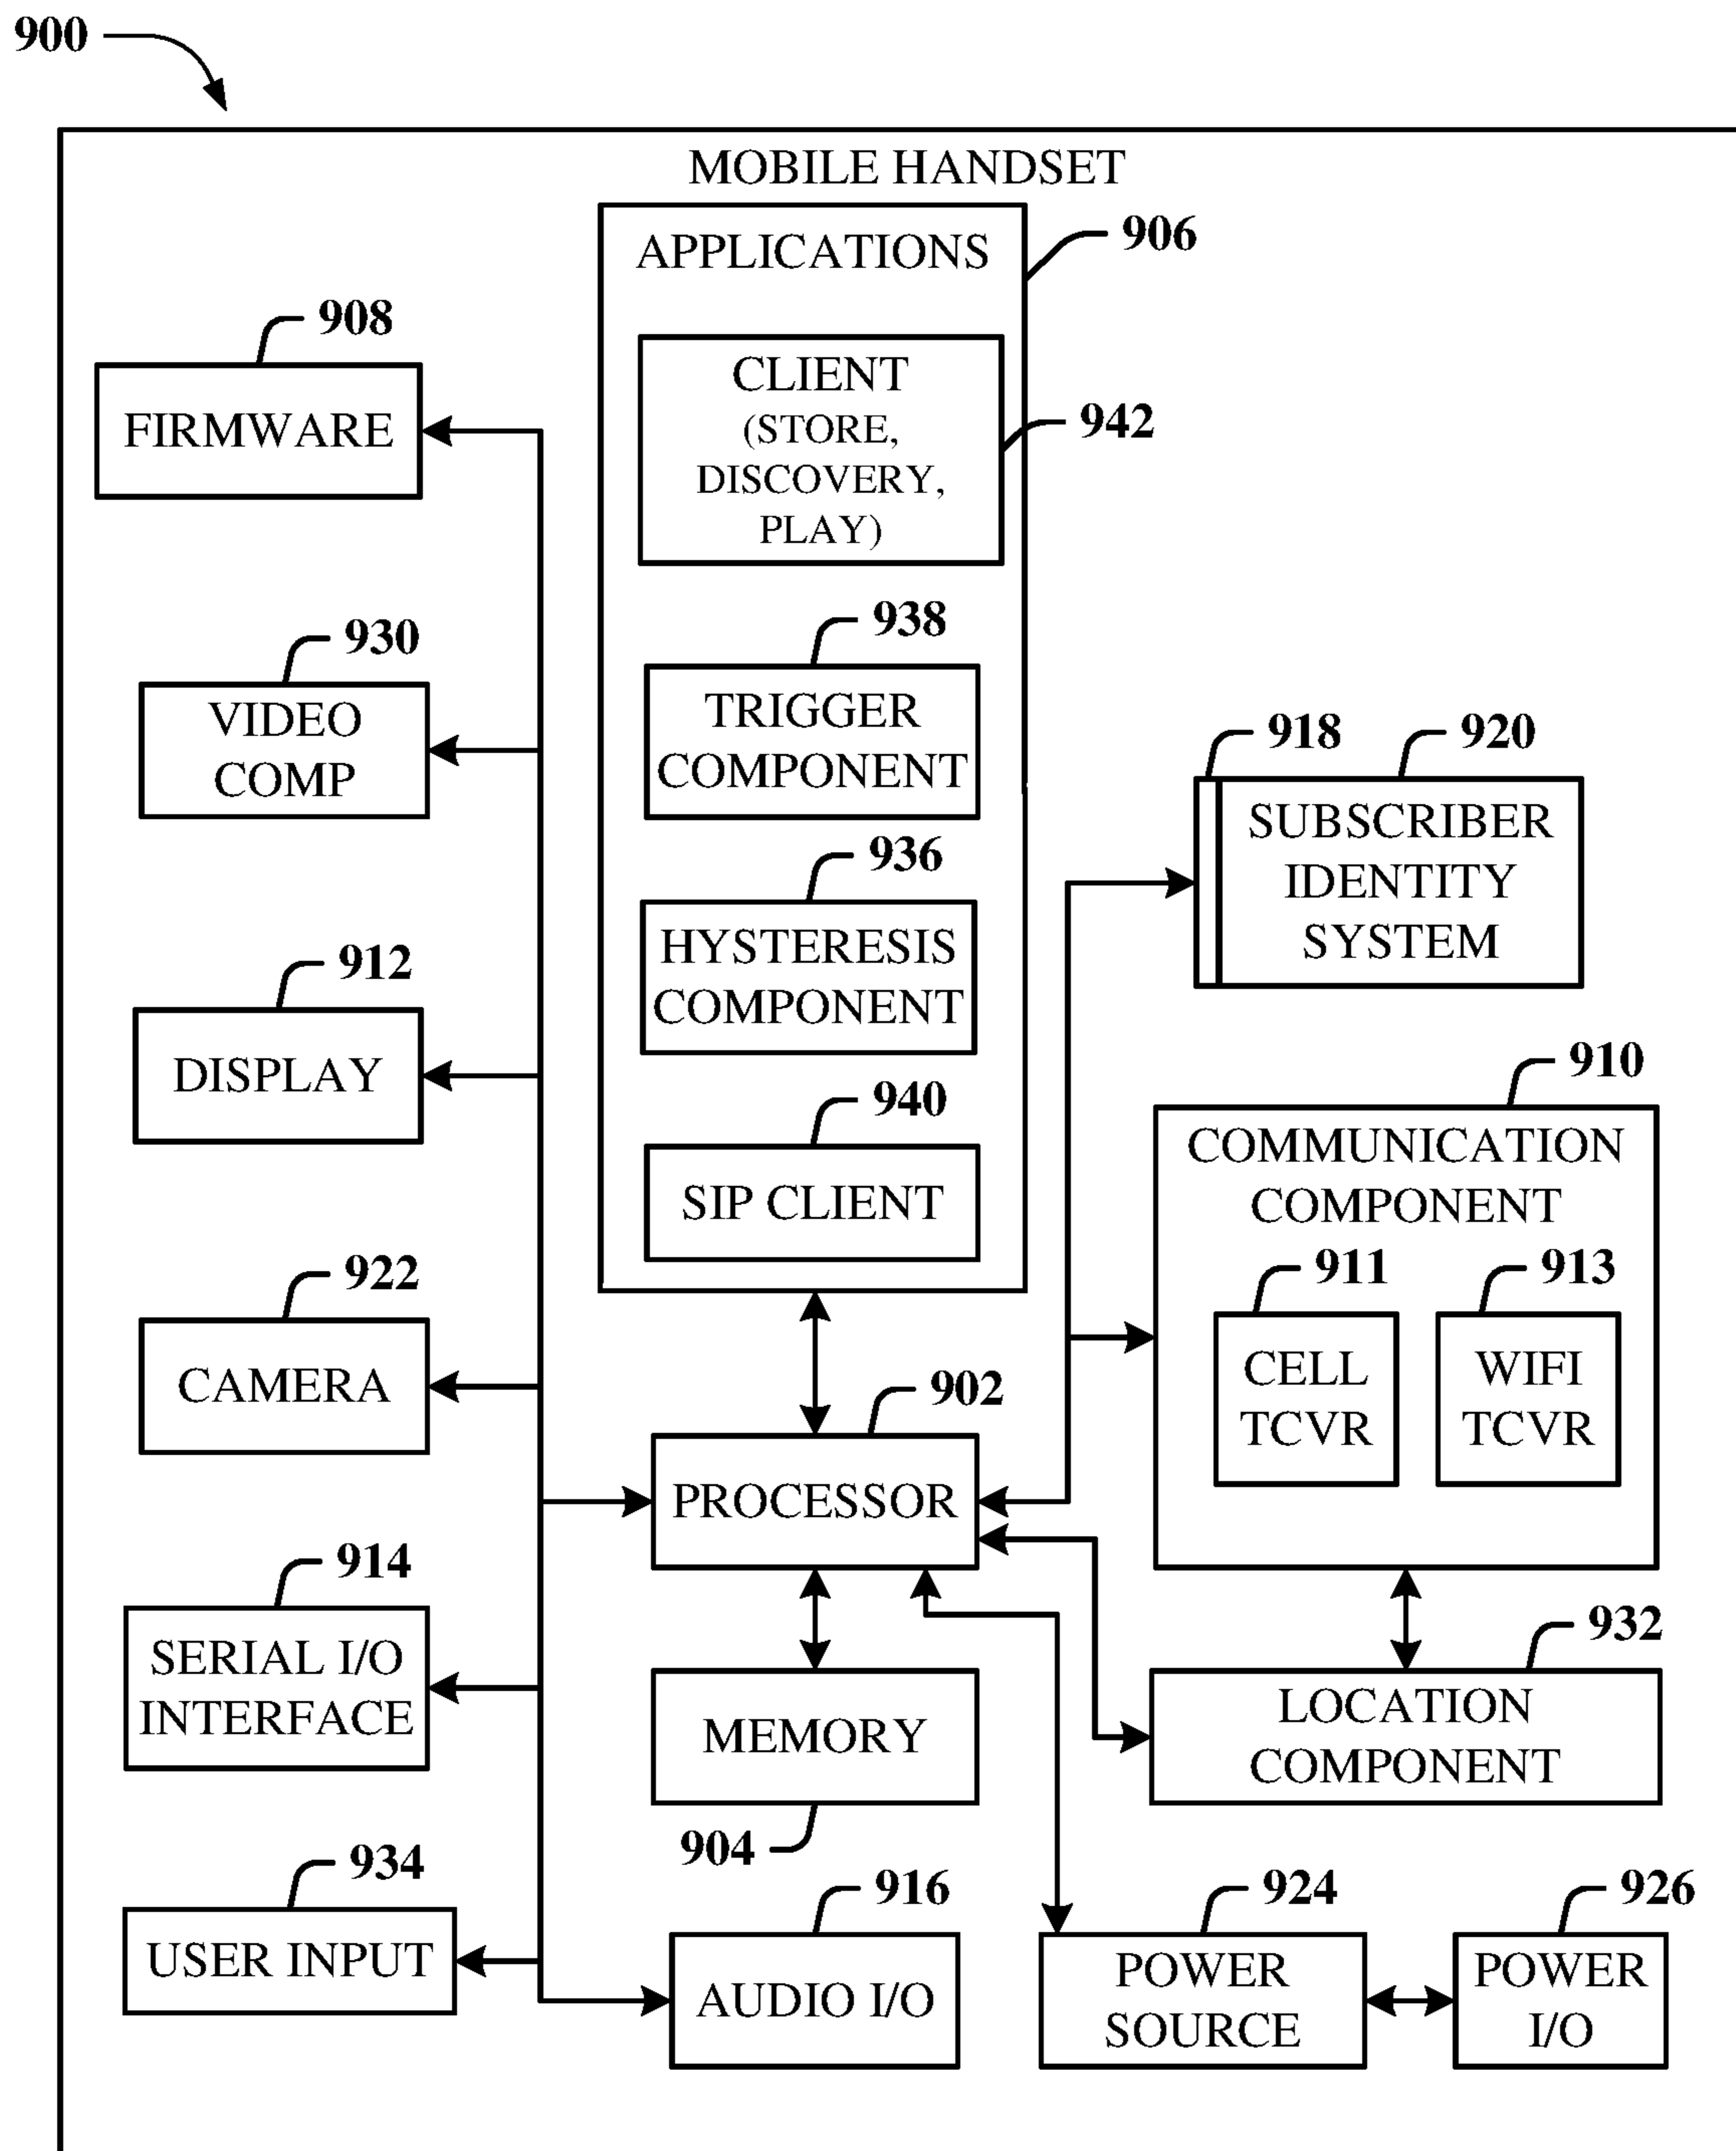 900
MOBILE HANDSET
APPLICATIONS
906
CLIENT
(STORE,
DISCOVERY,
PLAY)
942
938
TRIGGER
COMPONENT
936
HYSTERESIS
COMPONENT
940
SIP CLIENT
908
FIRMWARE
930
VIDEO
COMP
912
DISPLAY
922
CAMERA
914
SERIAL I/O
INTERFACE
934
USER INPUT
902
PROCESSOR
MEMORY
904
916
AUDIO I/O
918
920
SUBSCRIBER
IDENTITY
SYSTEM
910
COMMUNICATION
COMPONENT
911
CELL
TCVR
913
WIFI
TCVR
932
LOCATION
COMPONENT
924
POWER
SOURCE
926
POWER
I/O